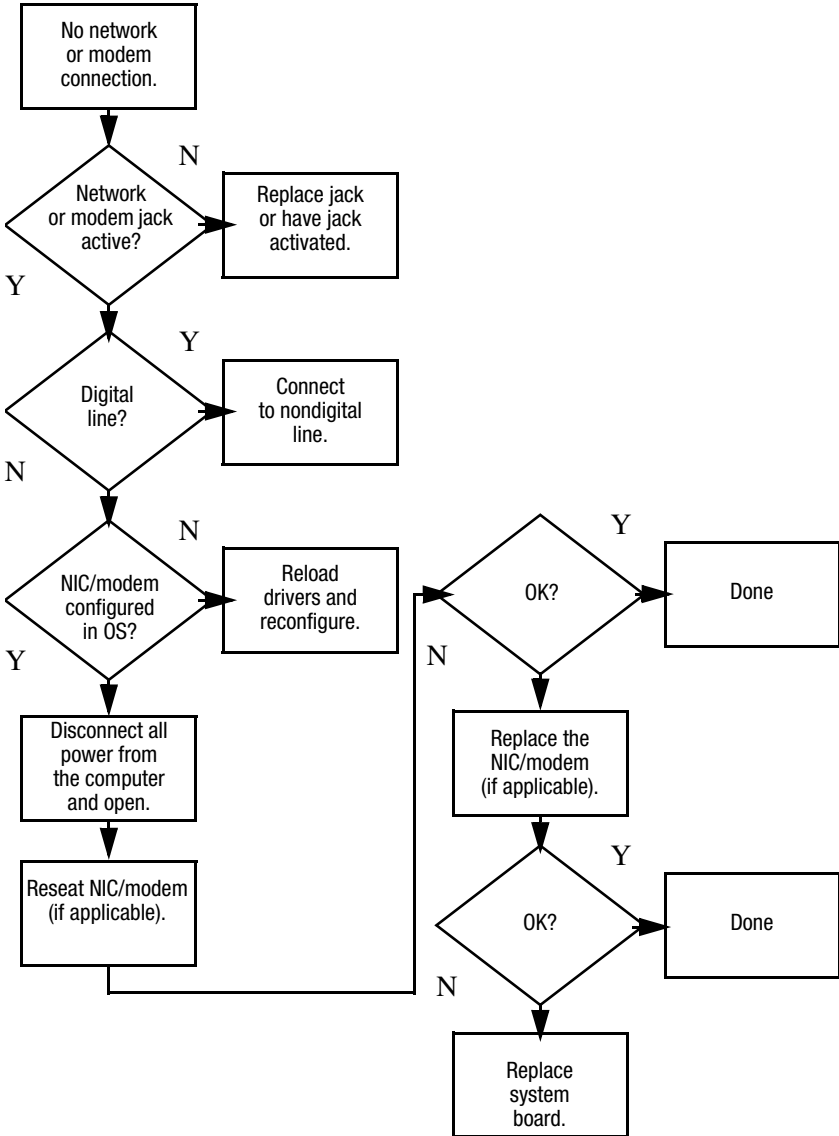 No network
or modem
connection.
N
Network
or modem jack
active?
Replace jack
or have jack
activated.
Y
Y
Digital
line?
Connect
to nondigital
line.
N
N
NIC/modem
configured
in OS?
Reload
drivers and
reconfigure.
Y
Disconnect all
power from
the computer
and open.
Reseat NIC/modem
(if applicable).
Y
OK?
Done
N
Replace the
NIC/modem
(if applicable).
Y
OK?
Done
N
Replace
system
board.